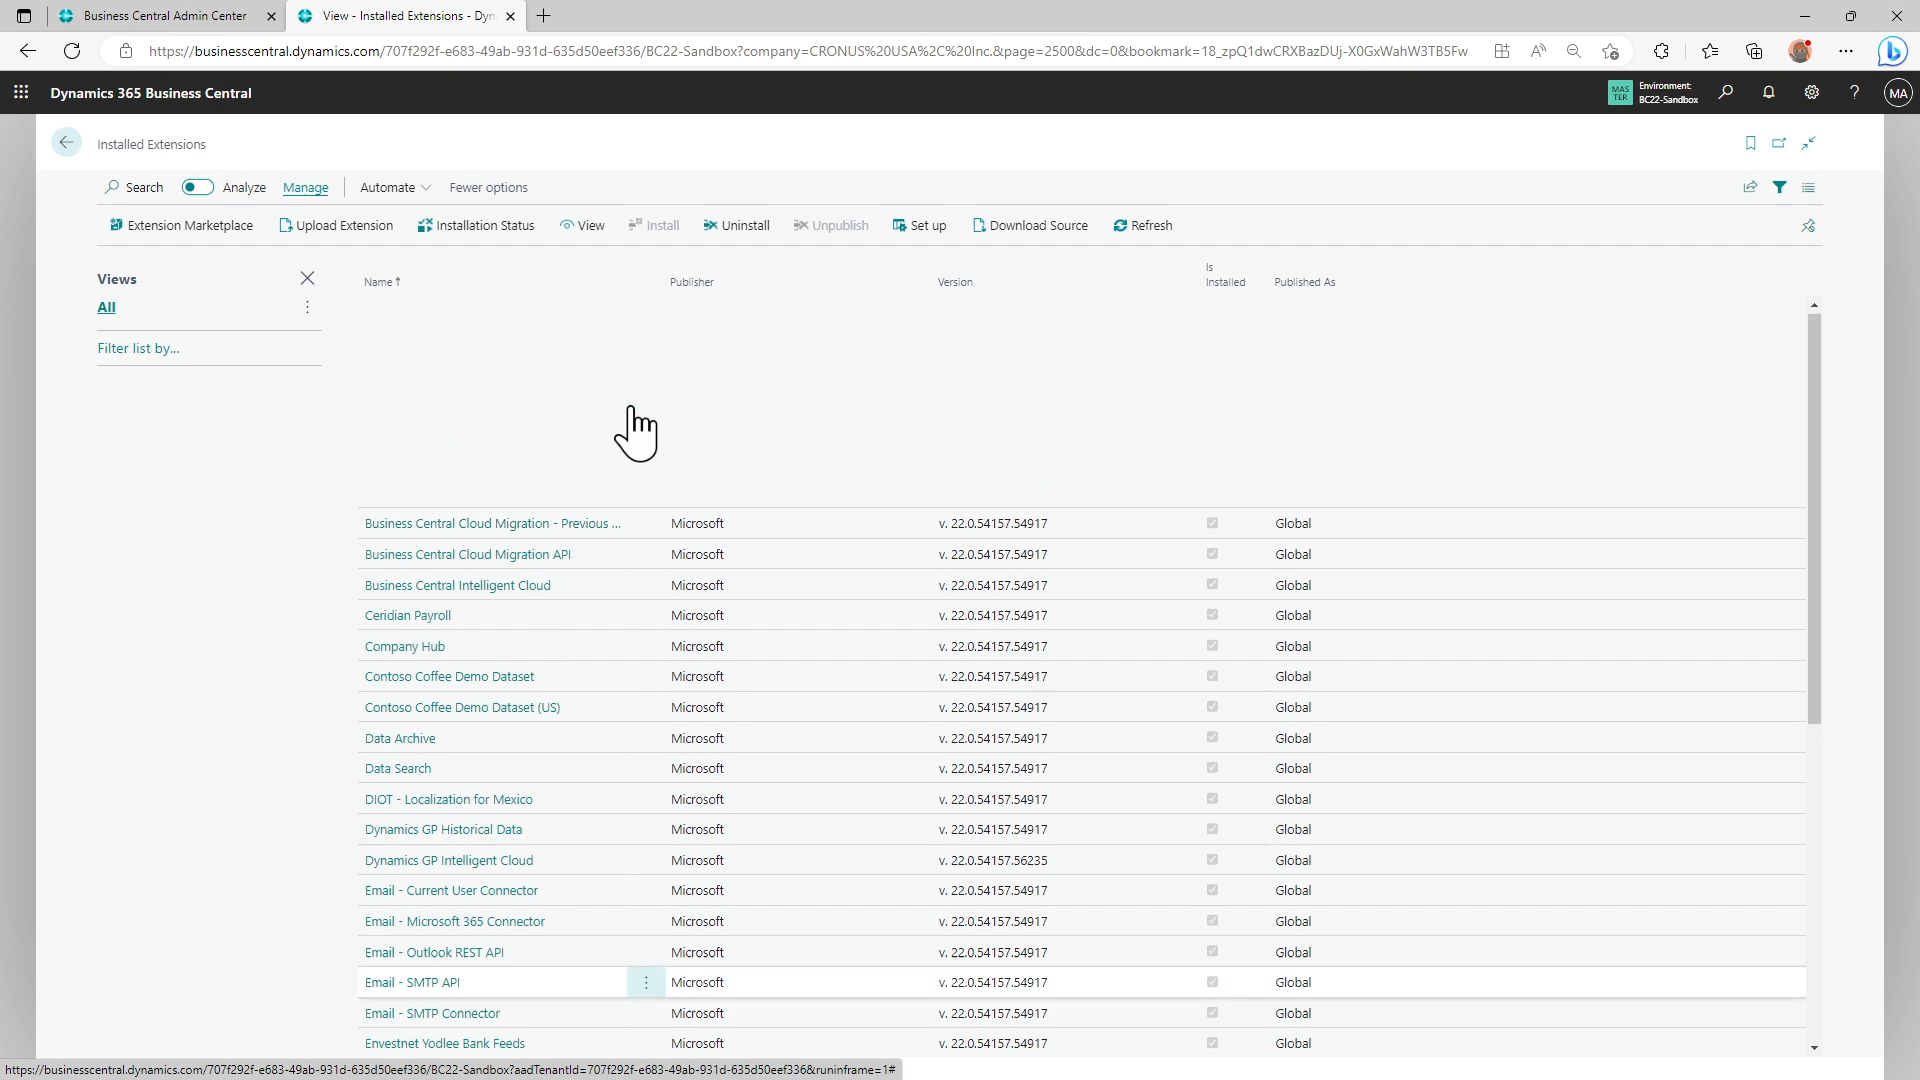 Business Central Admin Center
View - Installed Extensions - Dyn
https://businesscentral.dynamics.com/707f292f-e683-49ab-931d-635d50eef336/BC22-Sandbox?company=CRONUS%20USA%2C%20Inc.&page=2500&dc=0&bookmark=18_zpQ1dwCRXBazDUj-X0GxWahW3TB5Fw
Dynamics 365 Business Central
MAS
TER
Environment:
BC22-Sandbox
?
MA
Installed Extensions
Search Analyze Manage Automate Fewer options
Extension Marketplace Upload Extension Installation Status View Install Uninstall Unpublish Set up Download Source Refresh
Views
All
Filter list by...
Name↑ Publisher Version Is Installed Published As
Business Central Cloud Migration - Previous ... Microsoft v. 22.0.54157.54917 Global
Business Central Cloud Migration API Microsoft v. 22.0.54157.54917 Global
Business Central Intelligent Cloud Microsoft v. 22.0.54157.54917 Global
Ceridian Payroll Microsoft v. 22.0.54157.54917 Global
Company Hub Microsoft v. 22.0.54157.54917 Global
Contoso Coffee Demo Dataset Microsoft v. 22.0.54157.54917 Global
Contoso Coffee Demo Dataset (US) Microsoft v. 22.0.54157.54917 Global
Data Archive Microsoft v. 22.0.54157.54917 Global
Data Search Microsoft v. 22.0.54157.54917 Global
DIOT - Localization for Mexico Microsoft v. 22.0.54157.54917 Global
Dynamics GP Historical Data Microsoft v. 22.0.54157.54917 Global
Dynamics GP Intelligent Cloud Microsoft v. 22.0.54157.56235 Global
Email - Current User Connector Microsoft v. 22.0.54157.54917 Global
Email - Microsoft 365 Connector Microsoft v. 22.0.54157.54917 Global
Email - Outlook REST API Microsoft v. 22.0.54157.54917 Global
Email - SMTP API Microsoft v. 22.0.54157.54917 Global
Email - SMTP Connector Microsoft v. 22.0.54157.54917 Global
Envestnet Yodlee Bank Feeds Microsoft v. 22.0.54157.54917 Global
https://businesscentral.dynamics.com/707f292f-e683-49ab-931d-635d50eef336/BC22-Sandbox?aadTenantId=707f292f-e683-49ab-931d-635d50eef336&runinframe=1#